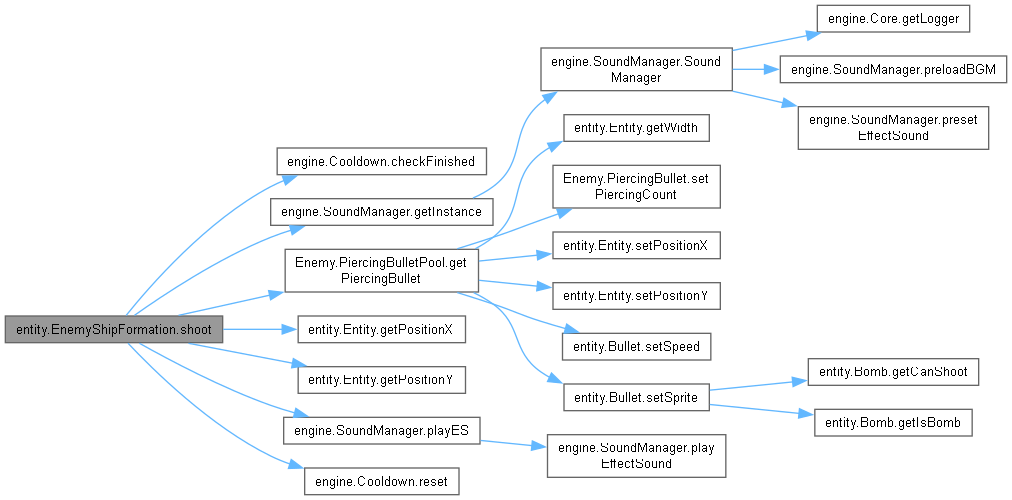 entity.EnemyShipFormation.shoot
engine.Cooldown.checkFinished
engine.SoundManager.getInstance
Enemy.PiercingBulletPool.get
PiercingBullet
entity.Entity.getPositionX
entity.Entity.getPositionY
engine.SoundManager.playES
engine.Cooldown.reset
engine.SoundManager.Sound
Manager
entity.Entity.getWidth
Enemy.PiercingBullet.set
PiercingCount
entity.Entity.setPositionX
entity.Entity.setPositionY
entity.Bullet.setSpeed
entity.Bullet.setSprite
engine.SoundManager.play
EffectSound
engine.Core.getLogger
engine.SoundManager.preloadBGM
engine.SoundManager.preset
EffectSound
entity.Bomb.getCanShoot
entity.Bomb.getIsBomb